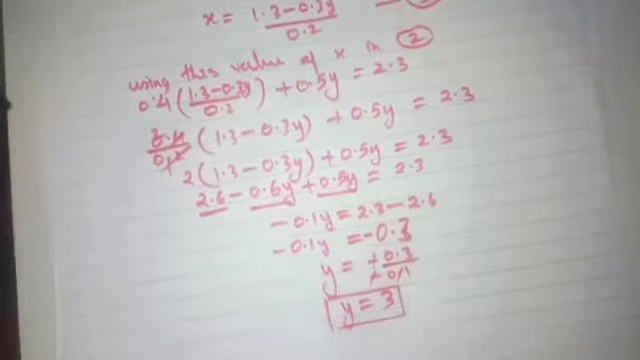 x = 1.3-0.3y / 0.2
using this value of x in ②
0.4(1.3-0.3y / 0.2) + 0.5y = 2.3
0.4 / 0.2 (1.3-0.3y) + 0.5y = 2.3
2(1.3-0.3y) + 0.5y = 2.3
2.6-0.6y+0.5y = 2.3
-0.1y = 2.3-2.6
-0.1y = -0.3
y = +0.3 / +0.1
y = 3